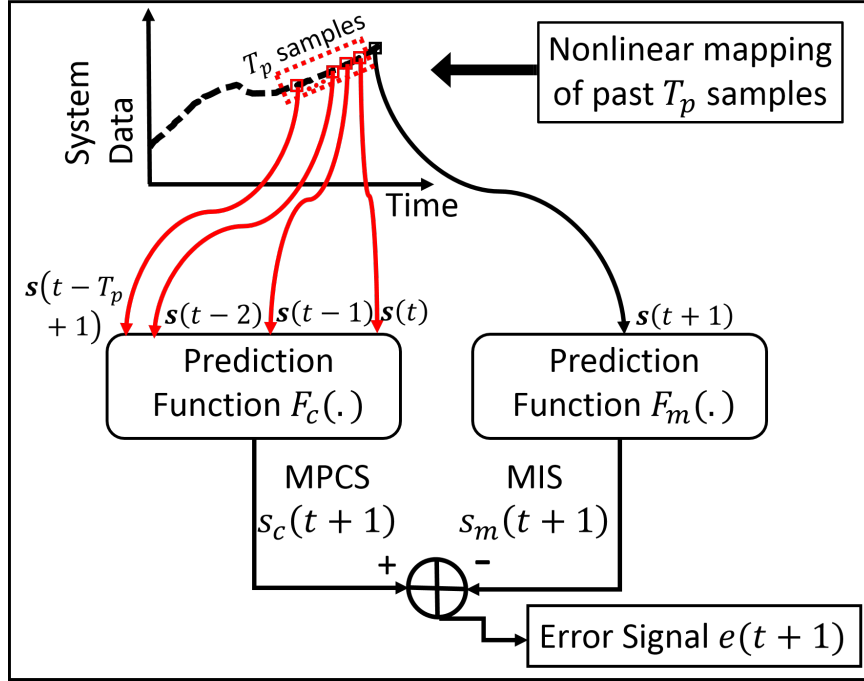 T_p samples
System
Data
Time
Nonlinear mapping
of past T_p samples
s(t − T_p
+ 1)
s(t − 2)
s(t − 1)
s(t)
s(t + 1)
Prediction
Function F_c(.)
Prediction
Function F_m(.)
MPCS
s_c(t + 1)
MIS
s_m(t + 1)
+
-
Error Signal e(t + 1)